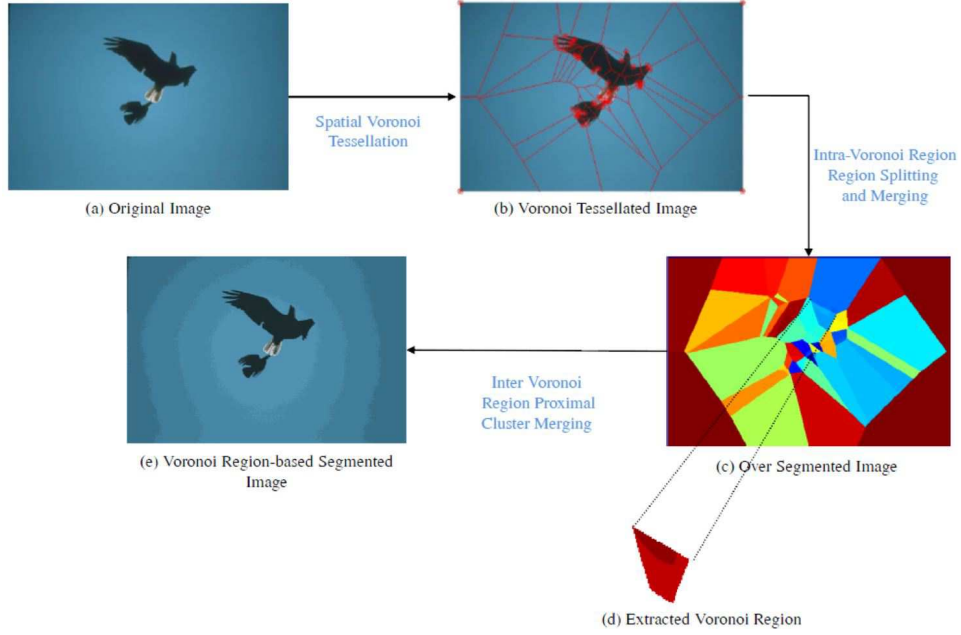 Spatial Voronoi
Tessellation
(a) Original Image
(b) Voronoi Tessellated Image
Intra-Voronoi Region
Region Splitting
and Merging
Inter Voronoi
Region Proximal
Cluster Merging
(e) Voronoi Region-based Segmented
Image
(c) Over Segmented Image
(d) Extracted Voronoi Region